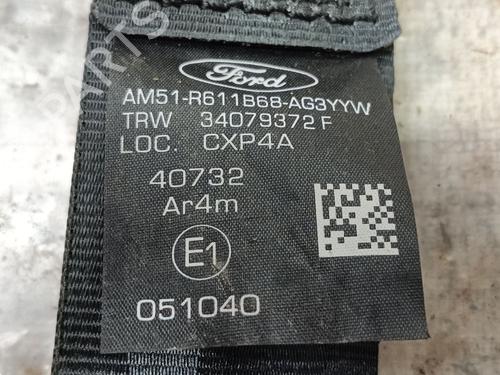 Ford
AM51-R611B68-AG3YYW
TRW 34079372 F
LOC. CXP4A
40732
Ar4m
E1
051040